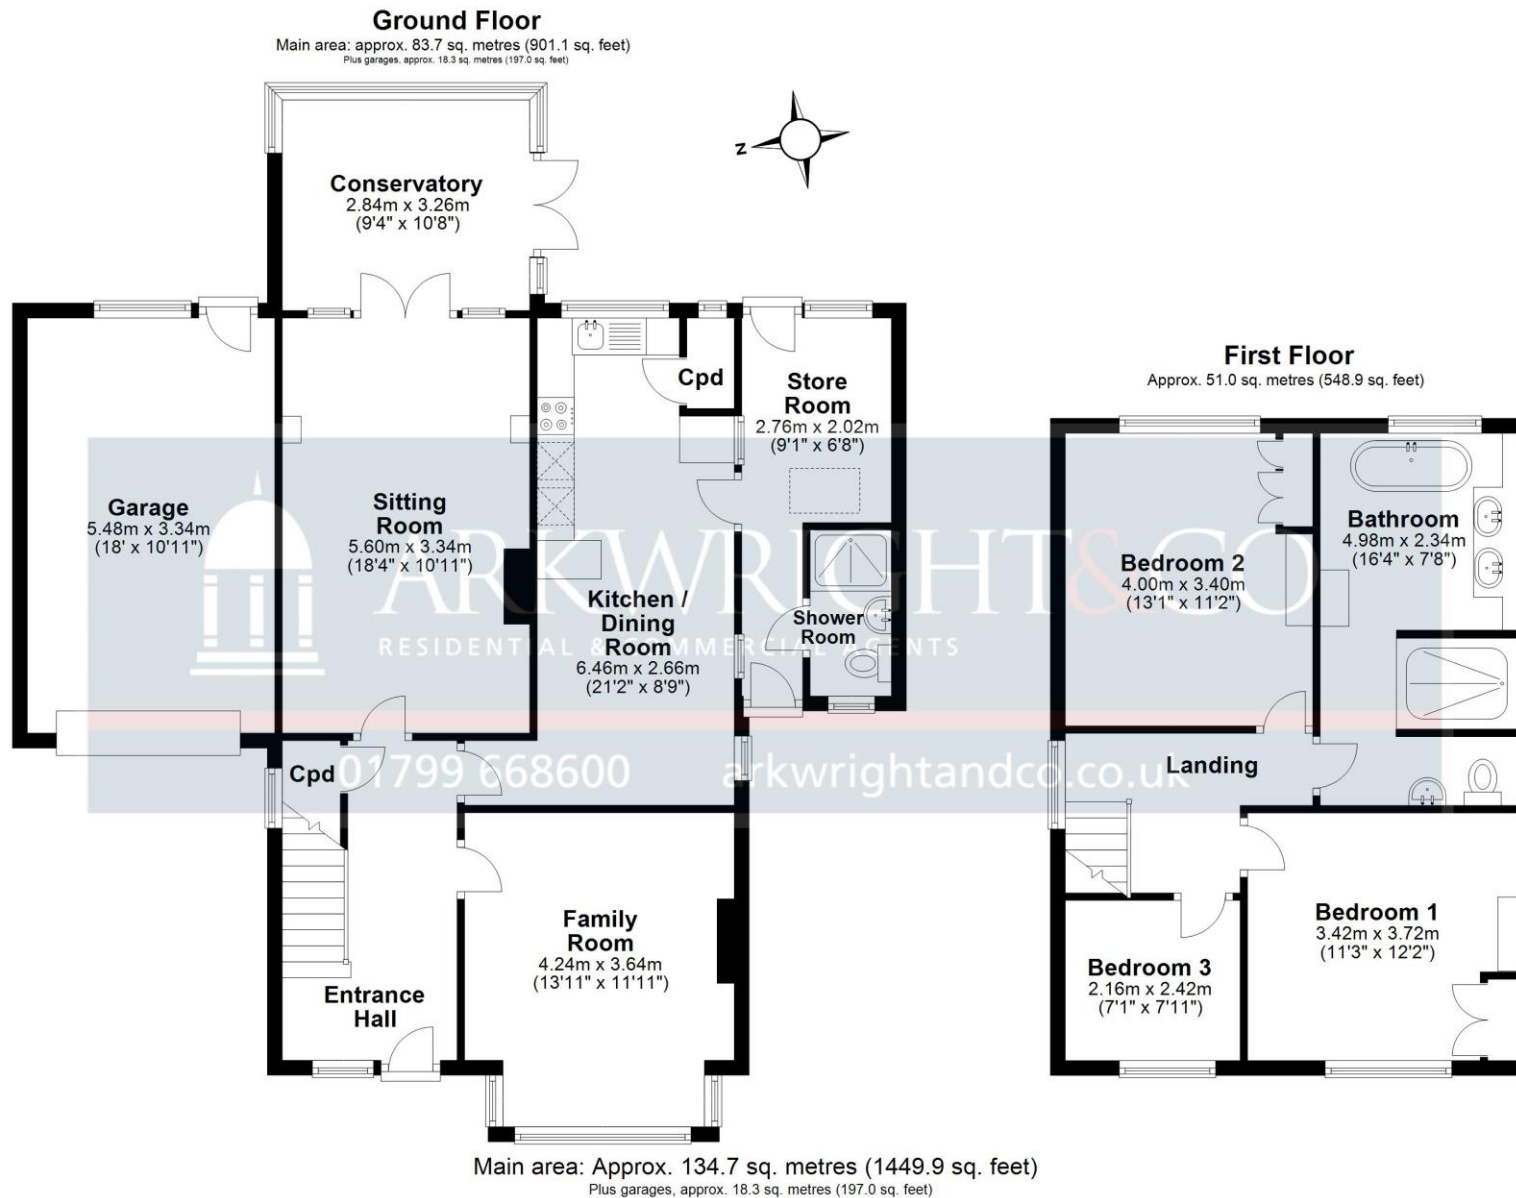 Ground Floor
Main area: approx. 83.7 sq. metres (901.1 sq. feet)
Plus garages, approx. 18.3 sq. metres (197.0 sq. feet)
Z
Conservatory
2.84m x 3.26m
(9'4" x 10'8")
Cpd
Store
Room
2.76m x 2.02m
(9'1" x 6'8")
Garage
5.48m x 3.34m
(18' x 10'11")
Sitting
Room
5.60m x 3.34m
(18'4" x 10'11")
Kitchen /
Dining
Room
6.46m x 2.66m
(21'2" x 8'9")
Shower
Room
Cpd
Family
Room
4.24m x 3.64m
(13'11" x 11'11")
Entrance
Hall
First Floor
Approx. 51.0 sq. metres (548.9 sq. feet)
Bedroom 2
4.00m x 3.40m
(13'1" x 11'2")
Bathroom
4.98m x 2.34m
(16'4" x 7'8")
Landing
Bedroom 1
3.42m x 3.72m
(11'3" x 12'2")
Bedroom 3
2.16m x 2.42m
(7'1" x 7'11")
ARKWRIGHT&CO
RESIDENTIAL & COMMERCIAL AGENTS
01799 668600
arkwrightandco.co.uk
Main area: Approx. 134.7 sq. metres (1449.9 sq. feet)
Plus garages, approx. 18.3 sq. metres (197.0 sq. feet)